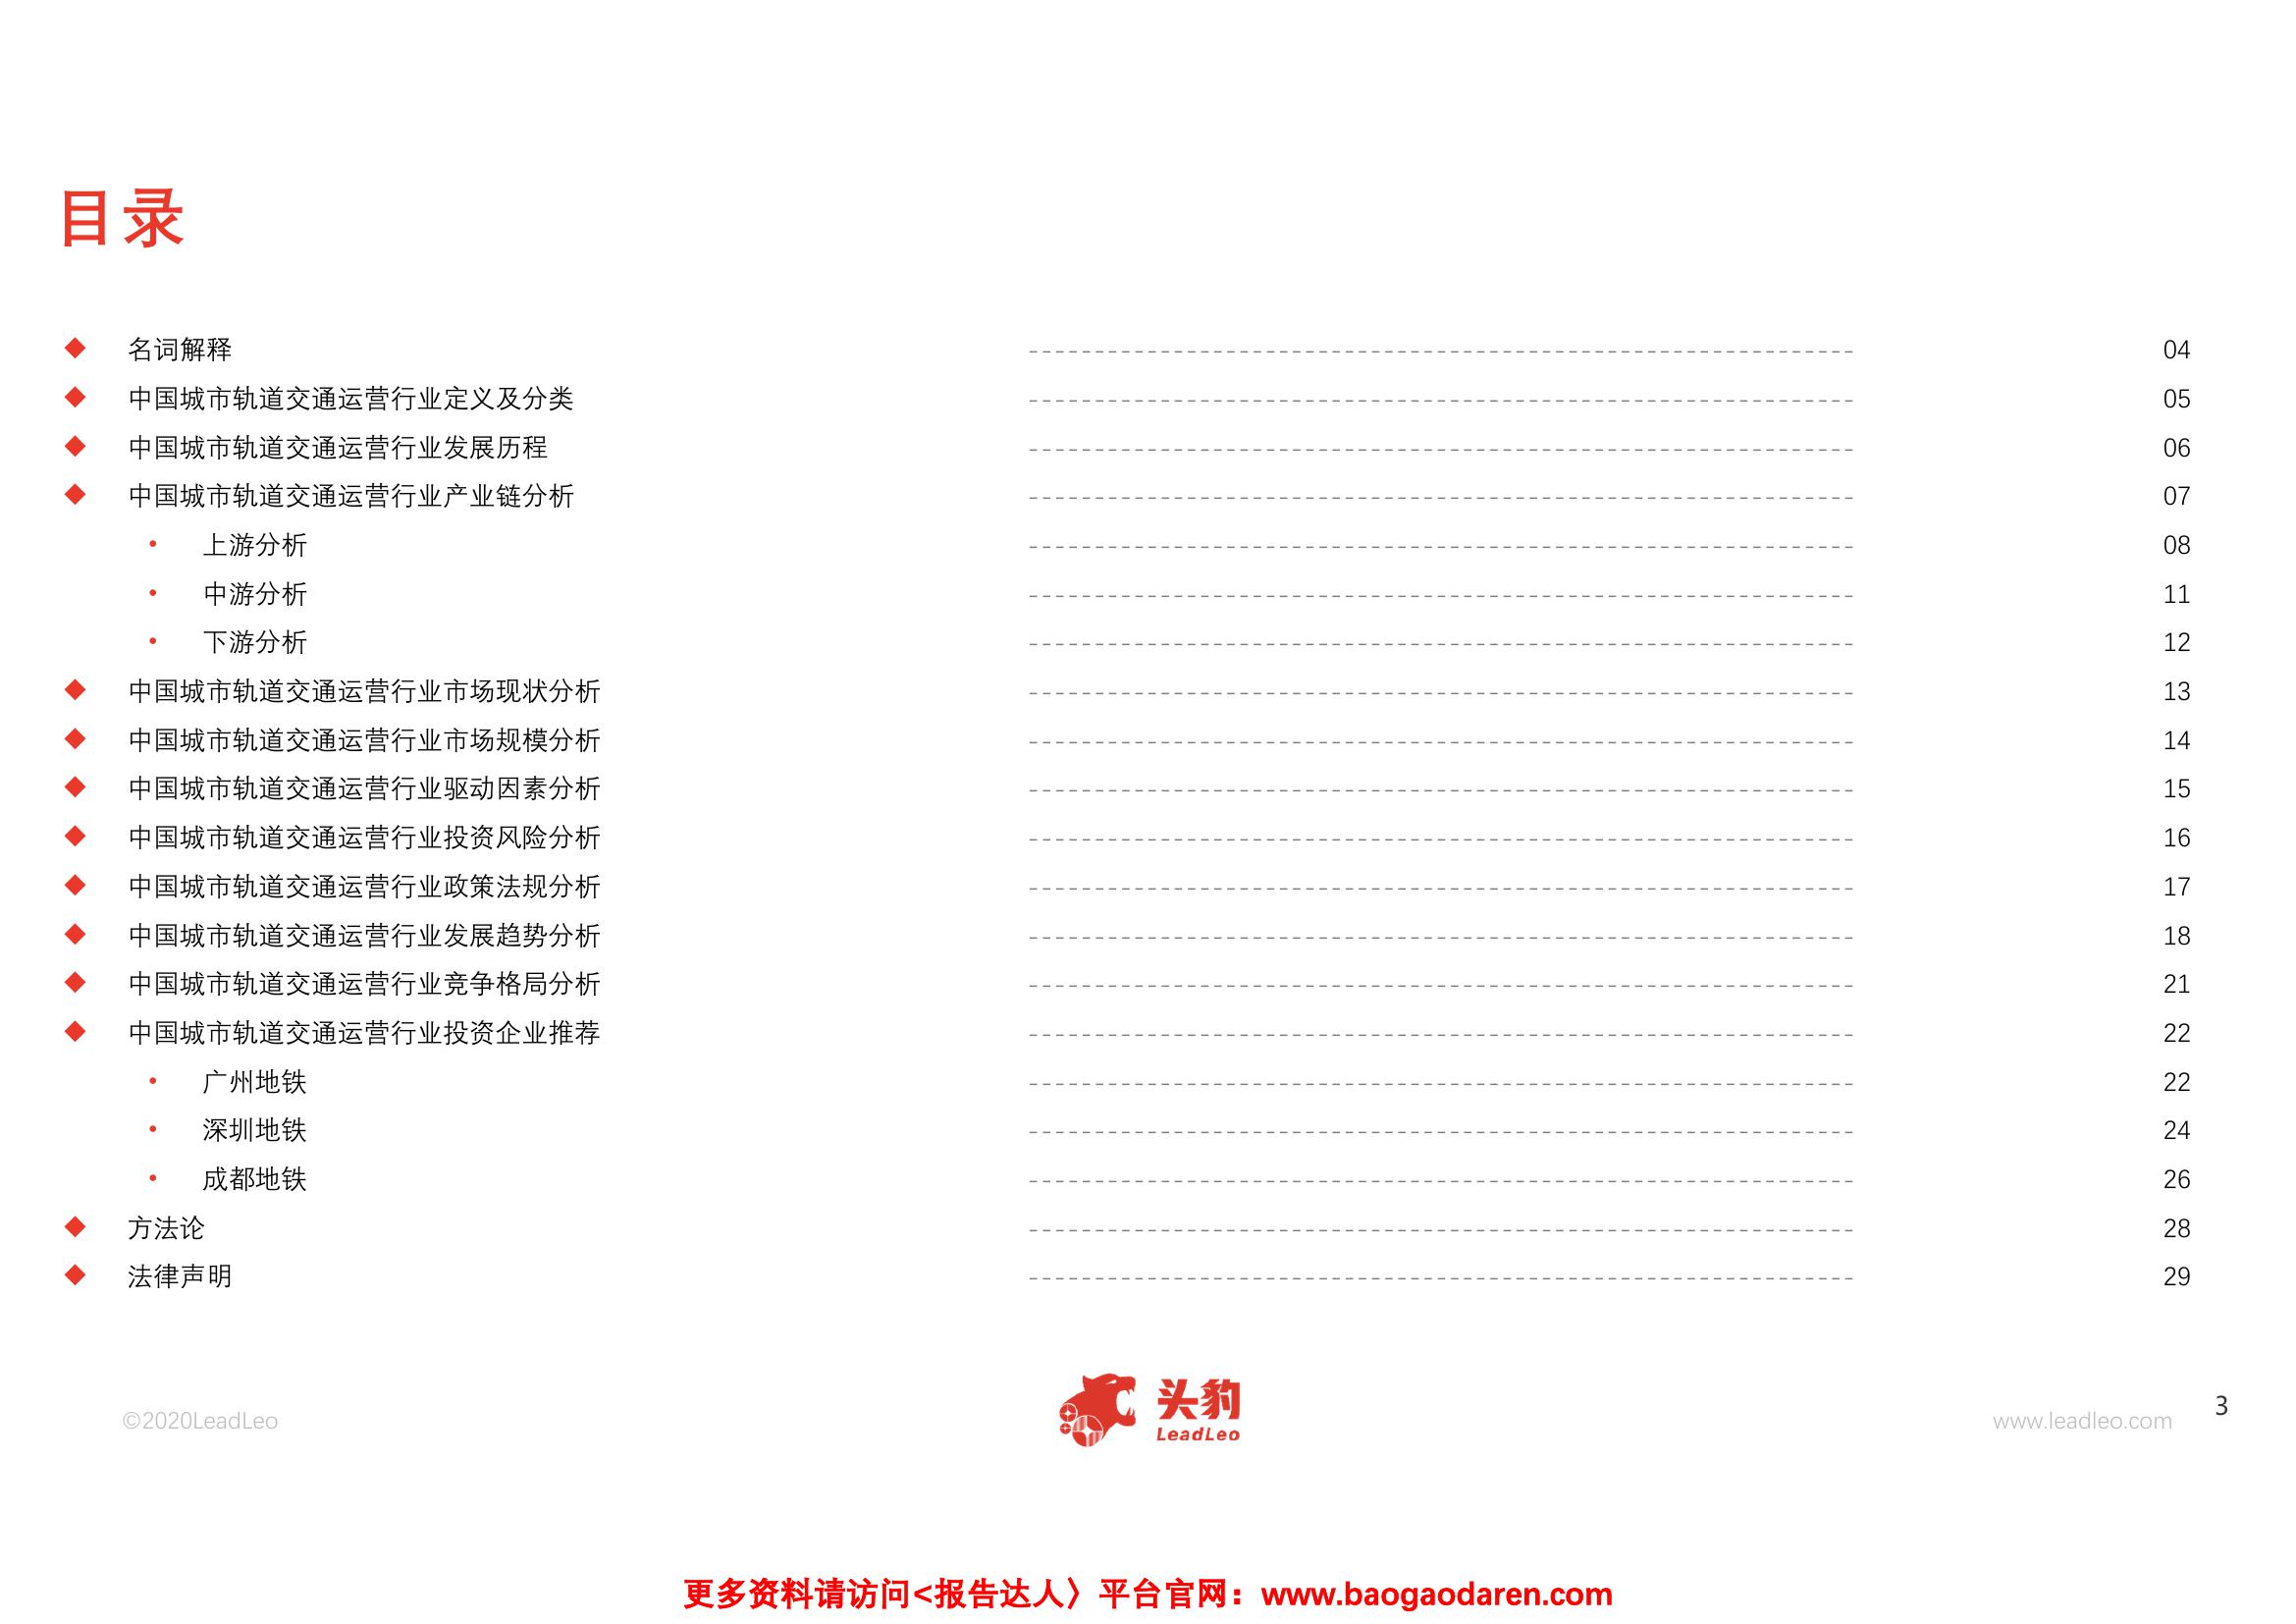 目录
◆ 名词解释 ---------------------------------------------------------------- 04
◆ 中国城市轨道交通运营行业定义及分类 ---------------------------------------------------------------- 05
◆ 中国城市轨道交通运营行业发展历程 ---------------------------------------------------------------- 06
◆ 中国城市轨道交通运营行业产业链分析 ---------------------------------------------------------------- 07
• 上游分析 ---------------------------------------------------------------- 08
• 中游分析 ---------------------------------------------------------------- 11
• 下游分析 ---------------------------------------------------------------- 12
◆ 中国城市轨道交通运营行业市场现状分析 ---------------------------------------------------------------- 13
◆ 中国城市轨道交通运营行业市场规模分析 ---------------------------------------------------------------- 14
◆ 中国城市轨道交通运营行业驱动因素分析 ---------------------------------------------------------------- 15
◆ 中国城市轨道交通运营行业投资风险分析 ---------------------------------------------------------------- 16
◆ 中国城市轨道交通运营行业政策法规分析 ---------------------------------------------------------------- 17
◆ 中国城市轨道交通运营行业发展趋势分析 ---------------------------------------------------------------- 18
◆ 中国城市轨道交通运营行业竞争格局分析 ---------------------------------------------------------------- 21
◆ 中国城市轨道交通运营行业投资企业推荐 ---------------------------------------------------------------- 22
• 广州地铁 ---------------------------------------------------------------- 22
• 深圳地铁 ---------------------------------------------------------------- 24
• 成都地铁 ---------------------------------------------------------------- 26
◆ 方法论 ---------------------------------------------------------------- 28
◆ 法律声明 ---------------------------------------------------------------- 29
©2020LeadLeo
头豹
LeadLeo
www.leadleo.com
3
更多资料请访问<报告达人〉平台官网：www.baogaodaren.com